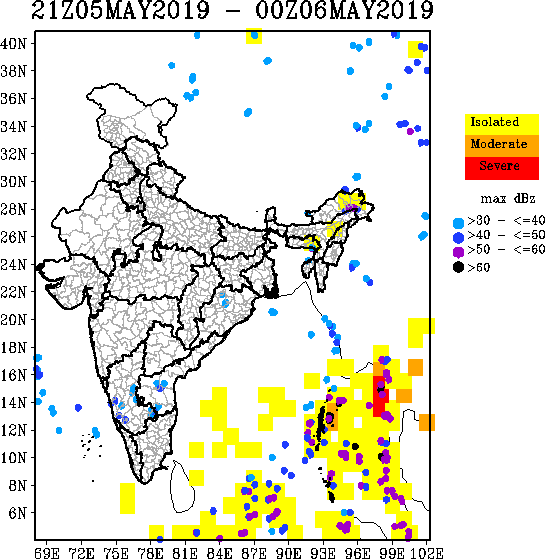 21Z05MAY2019 - 00Z06MAY2019
40N
38N
36N
34N
32N
30N
28N
26N
24N
22N
20N
18N
16N
14N
12N
10N
8N
6N
69E 72E 75E 78E 81E 84E 87E 90E 93E 96E 99E 102E
Isolated
Moderate
Severe
max dBz
>30 - <=40
>40 - <=50
>50 - <=60
>60